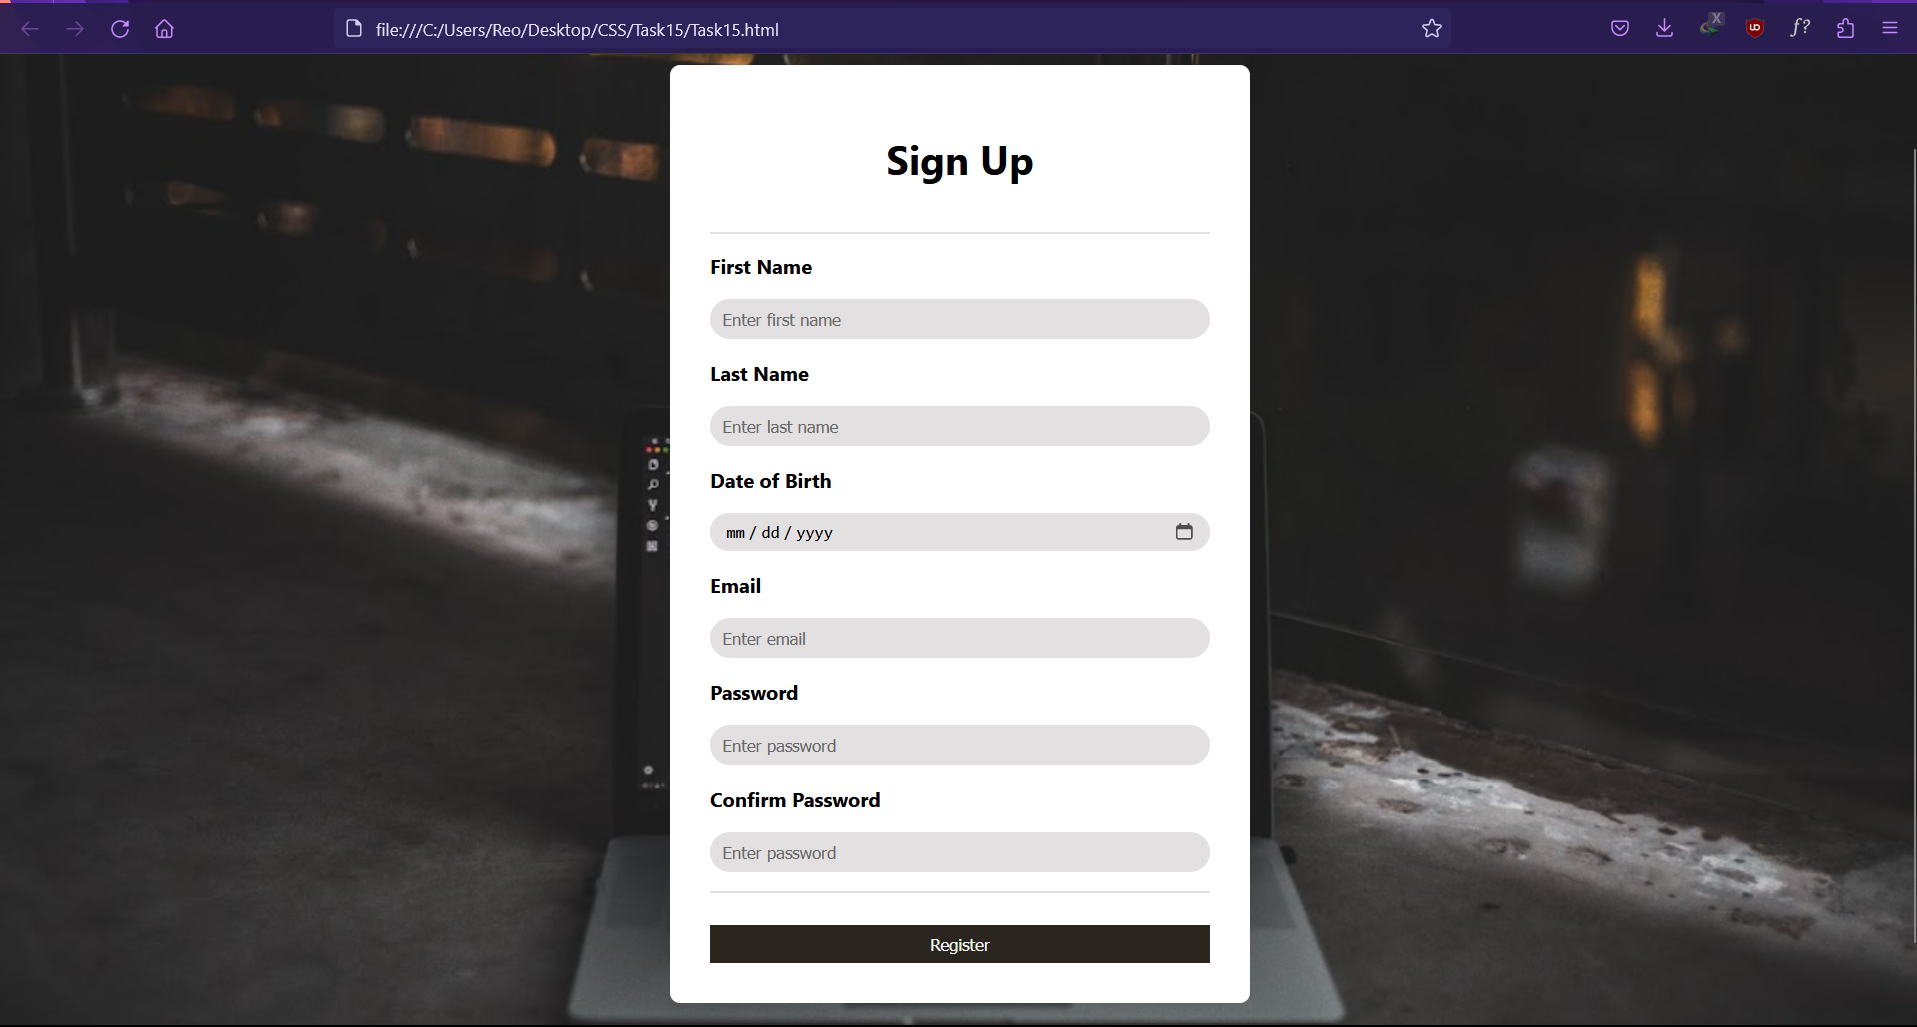 file:///C:/Users/Reo/Desktop/CSS/Task15/Task15.html
X
f?
Sign Up
First Name
Enter first name
Last Name
Enter last name
Date of Birth
mm / dd / yyyy
Email
Enter email
Password
Enter password
Confirm Password
Enter password
Register